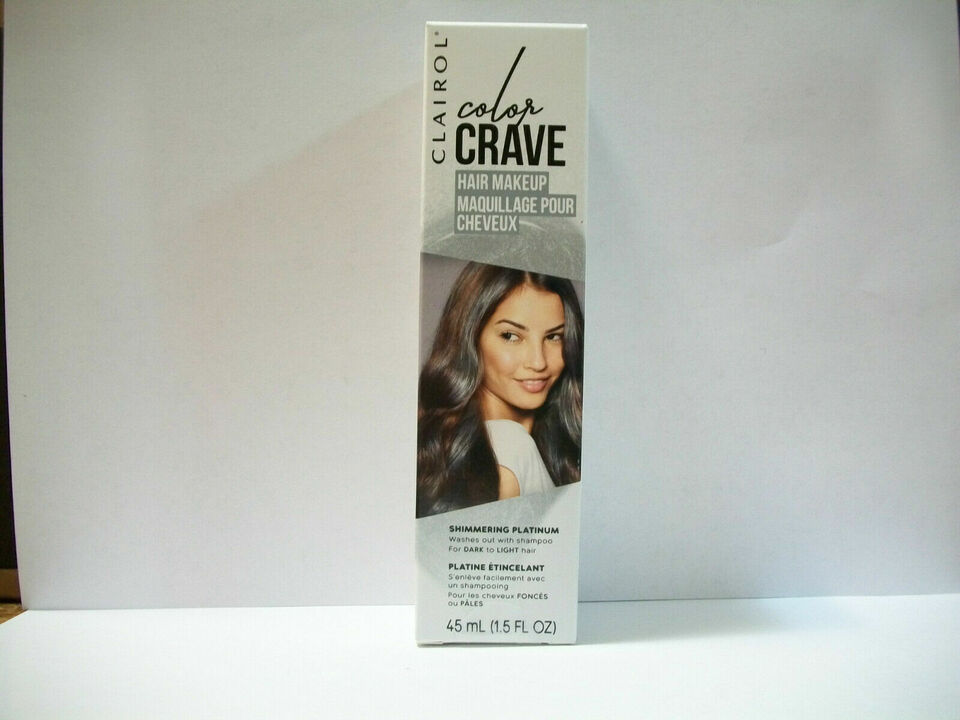 CLAIROL®
color
CRAVE
HAIR MAKEUP
MAQUILLAGE POUR
CHEVEUX
SHIMMERING PLATINUM
Washes out with shampoo
For DARK to LIGHT hair
PLATINE ÉTINCELANT
S'enlève facilement avec
un shampooing
Pour les cheveux FONCÉS
ou PÂLES
45 mL (1.5 FL OZ)